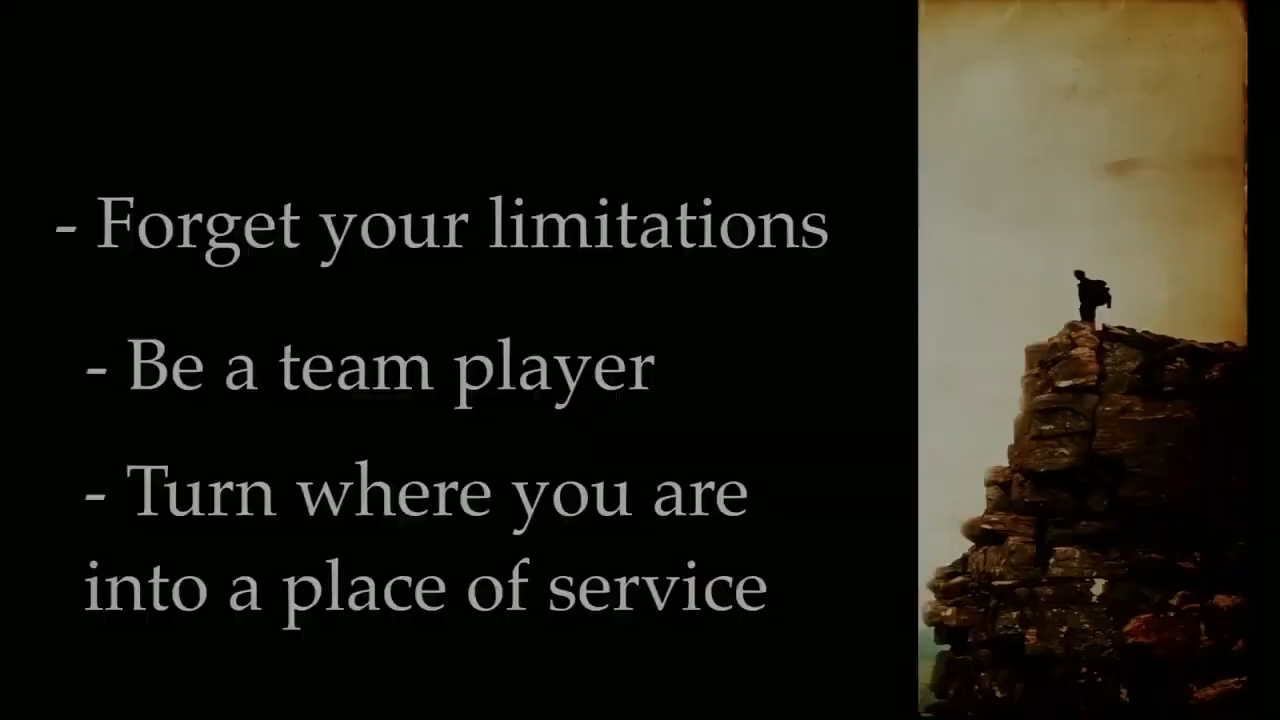 - Forget your limitations
- Be a team player
- Turn where you are
into a place of service